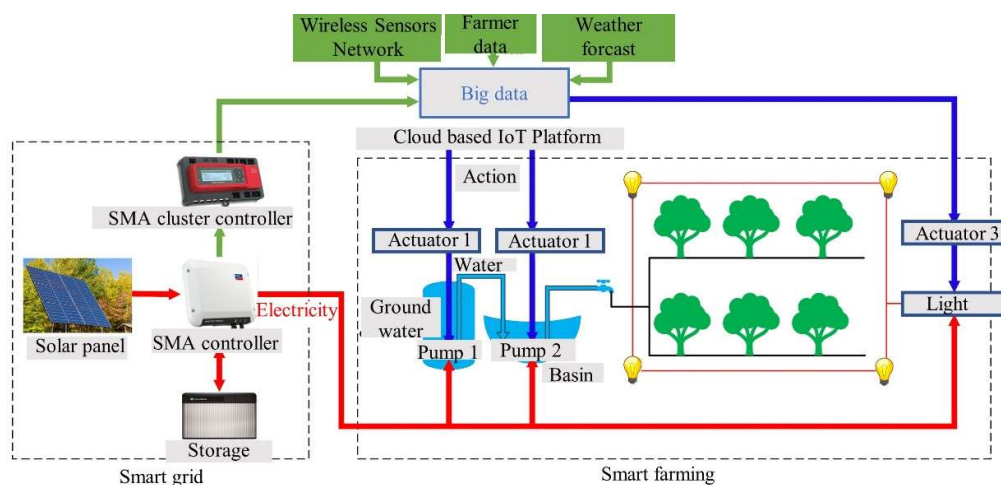 Wireless Sensors
Network
Farmer
data
Weather
forcast
Big data
Cloud based IoT Platform
Action
SMA cluster controller
Actuator 1
Actuator 1
Actuator 3
Water
Electricity
Ground
water
Light
Solar panel
SMA controller
Pump 1
Pump 2
Basin
Storage
Smart grid
Smart farming